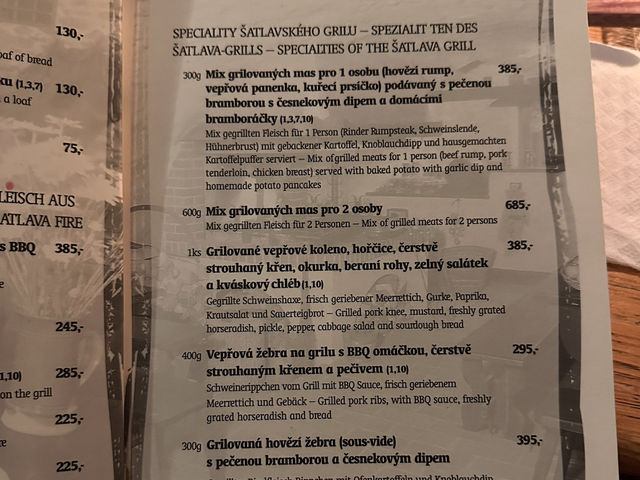 130,-
oaf of bread
ku (1,3,7) 130,-
a loaf
75,-
LEISCH AUS
ATLAVA FIRE
s BBQ 385,-
e
245,-
1,10) 285,-
on the grill
225,-
re
225,-
SPECIALITY ŠATLAVSKÉHO GRILU – SPEZIALIT TEN DES
ŠATLAVA-GRILLS – SPECIALTIES OF THE ŠATLAVA GRILL
300g Mix grilovaných mas pro 1 osobu (hovězí rump, 385,-
vepřová panenka, kuřecí prsíčko) podávaný s pečenou
bramborou s česnekovým dipem a domácími
bramboráčky (1,3,7,10)
Mix gegrillten Fleisch für 1 Person (Rinder Rumpsteak, Schweinslende,
Hühnerbrust) mit gebackener Kartoffel, Knoblauchdipp und hausgemachten
Kartoffelpuffer serviert – Mix of grilled meats for 1 person (beef rump, pork
tenderloin, chicken breast) served with baked potato with garlic dip and
homemade potato pancakes
600g Mix grilovaných mas pro 2 osoby 685,-
Mix gegrillten Fleisch für 2 Personen – Mix of grilled meats for 2 persons
1ks Grilované vepřové koleno, hořčice, čerstvě 385,-
strouhaný křen, okurka, beraní rohy, zelný salátek
a kváskový chléb (1,10)
Gegrillte Schweinshaxe, frisch geriebener Meerrettich, Gurke, Paprika,
Krautsalat und Sauerteigbrot – Grilled pork knee, mustard, freshly grated
horseradish, pickle, pepper, cabbage salad and sourdough bread
400g Vepřová žebra na grilu s BBQ omáčkou, čerstvě 295,-
strouhaným křenem a pečivem (1,10)
Schweinerippchen vom Grill mit BBQ Sauce, frisch geriebenem
Meerrettich und Gebäck – Grilled pork ribs, with BBQ sauce, freshly
grated horseradish and bread
300g Grilovaná hovězí žebra (sous-vide) 395,-
s pečenou bramborou a česnekovým dipem
mit Ofenkartoffeln und Knoblauchdip